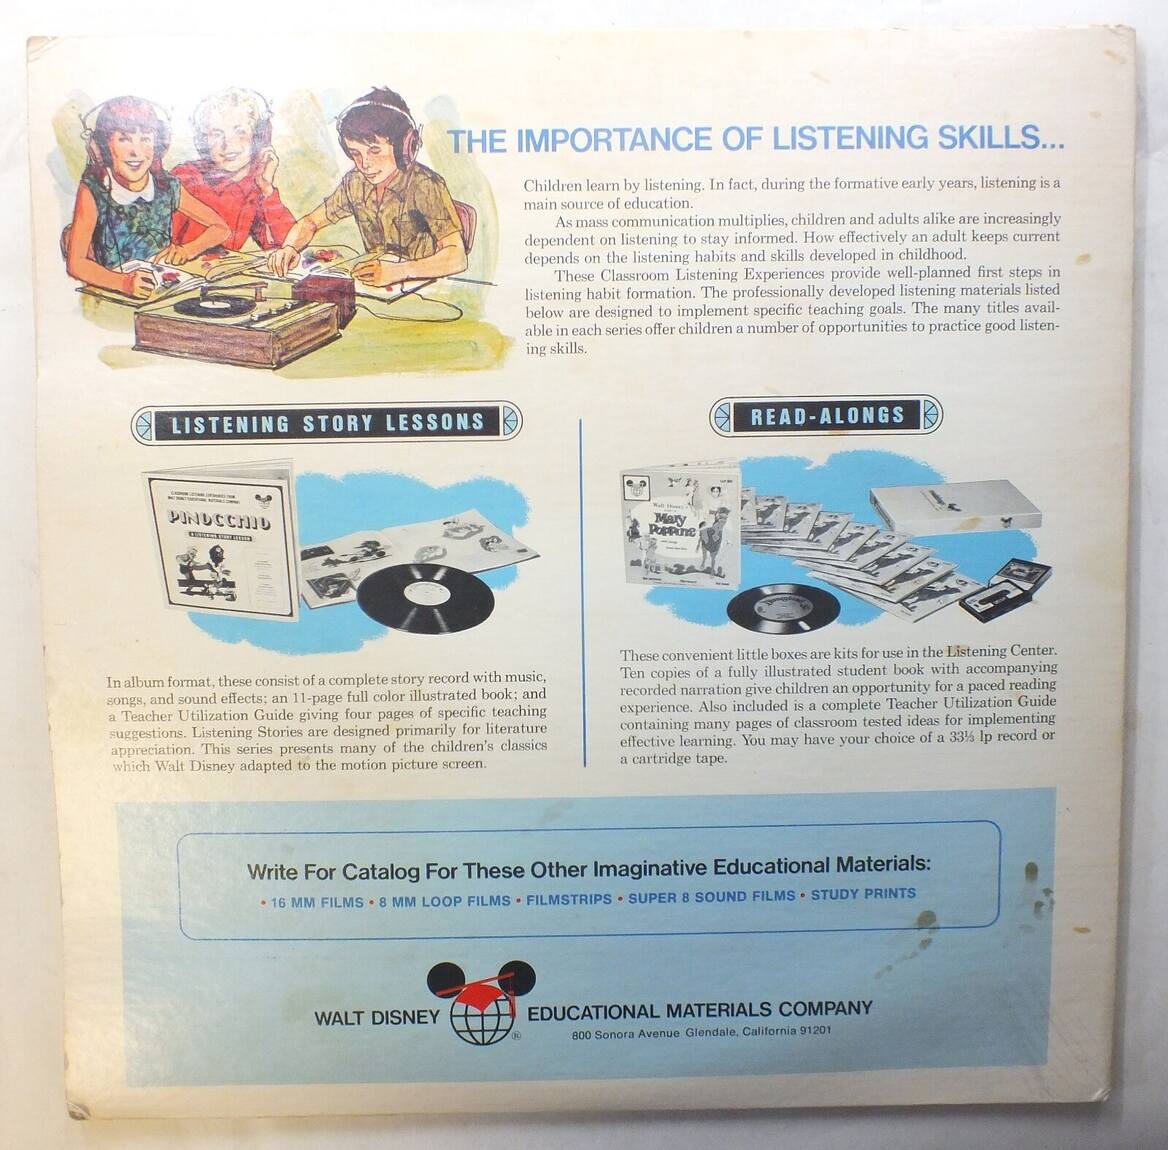 THE IMPORTANCE OF LISTENING SKILLS...
Children learn by listening. In fact, during the formative early years, listening is a
main source of education.
As mass communication multiplies, children and adults alike are increasingly
dependent on listening to stay informed. How effectively an adult keeps current
depends on the listening habits and skills developed in childhood.
These Classroom Listening Experiences provide well-planned first steps in
listening habit formation. The professionally developed listening materials listed
below are designed to implement specific teaching goals. The many titles avail-
able in each series offer children a number of opportunities to practice good listen-
ing skills.
LISTENING STORY LESSONS
CLASSROOM LISTENING EXPERIENCES FROM
WALT DISNEY EDUCATIONAL MATERIALS COMPANY
PINOCCHIO
A LISTENING STORY LESSON
In album format, these consist of a complete story record with music,
songs, and sound effects; an 11-page full color illustrated book; and
a Teacher Utilization Guide giving four pages of specific teaching
suggestions. Listening Stories are designed primarily for literature
appreciation. This series presents many of the children's classics
which Walt Disney adapted to the motion picture screen.
READ-ALONGS
Walt Disney's
Mary
Poppins
Disneyland
These convenient little boxes are kits for use in the Listening Center.
Ten copies of a fully illustrated student book with accompanying
recorded narration give children an opportunity for a paced reading
experience. Also included is a complete Teacher Utilization Guide
containing many pages of classroom tested ideas for implementing
effective learning. You may have your choice of a 33⅓ lp record or
a cartridge tape.
Write For Catalog For These Other Imaginative Educational Materials:
• 16 MM FILMS • 8 MM LOOP FILMS • FILMSTRIPS • SUPER 8 SOUND FILMS • STUDY PRINTS
WALT DISNEY EDUCATIONAL MATERIALS COMPANY
®
800 Sonora Avenue Glendale, California 91201